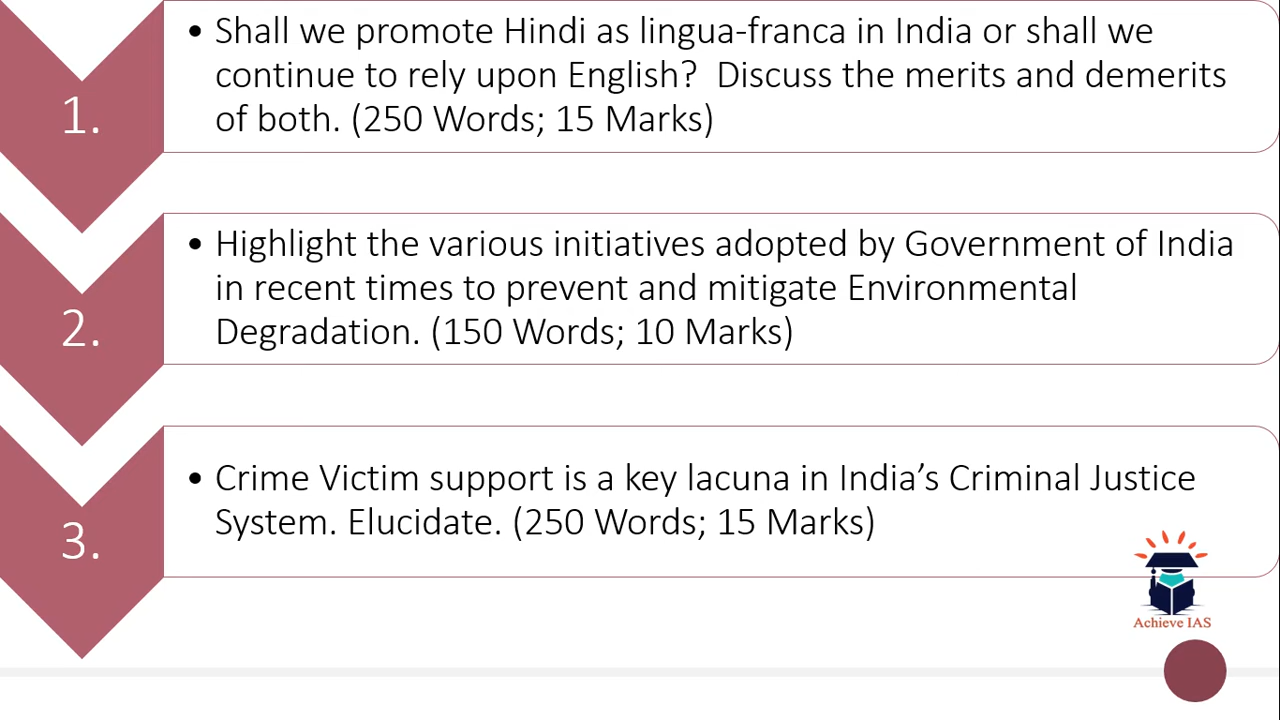 1.
• Shall we promote Hindi as lingua-franca in India or shall we
continue to rely upon English?  Discuss the merits and demerits
of both. (250 Words; 15 Marks)
2.
• Highlight the various initiatives adopted by Government of India
in recent times to prevent and mitigate Environmental
Degradation. (150 Words; 10 Marks)
3.
• Crime Victim support is a key lacuna in India’s Criminal Justice
System. Elucidate. (250 Words; 15 Marks)
Achieve IAS